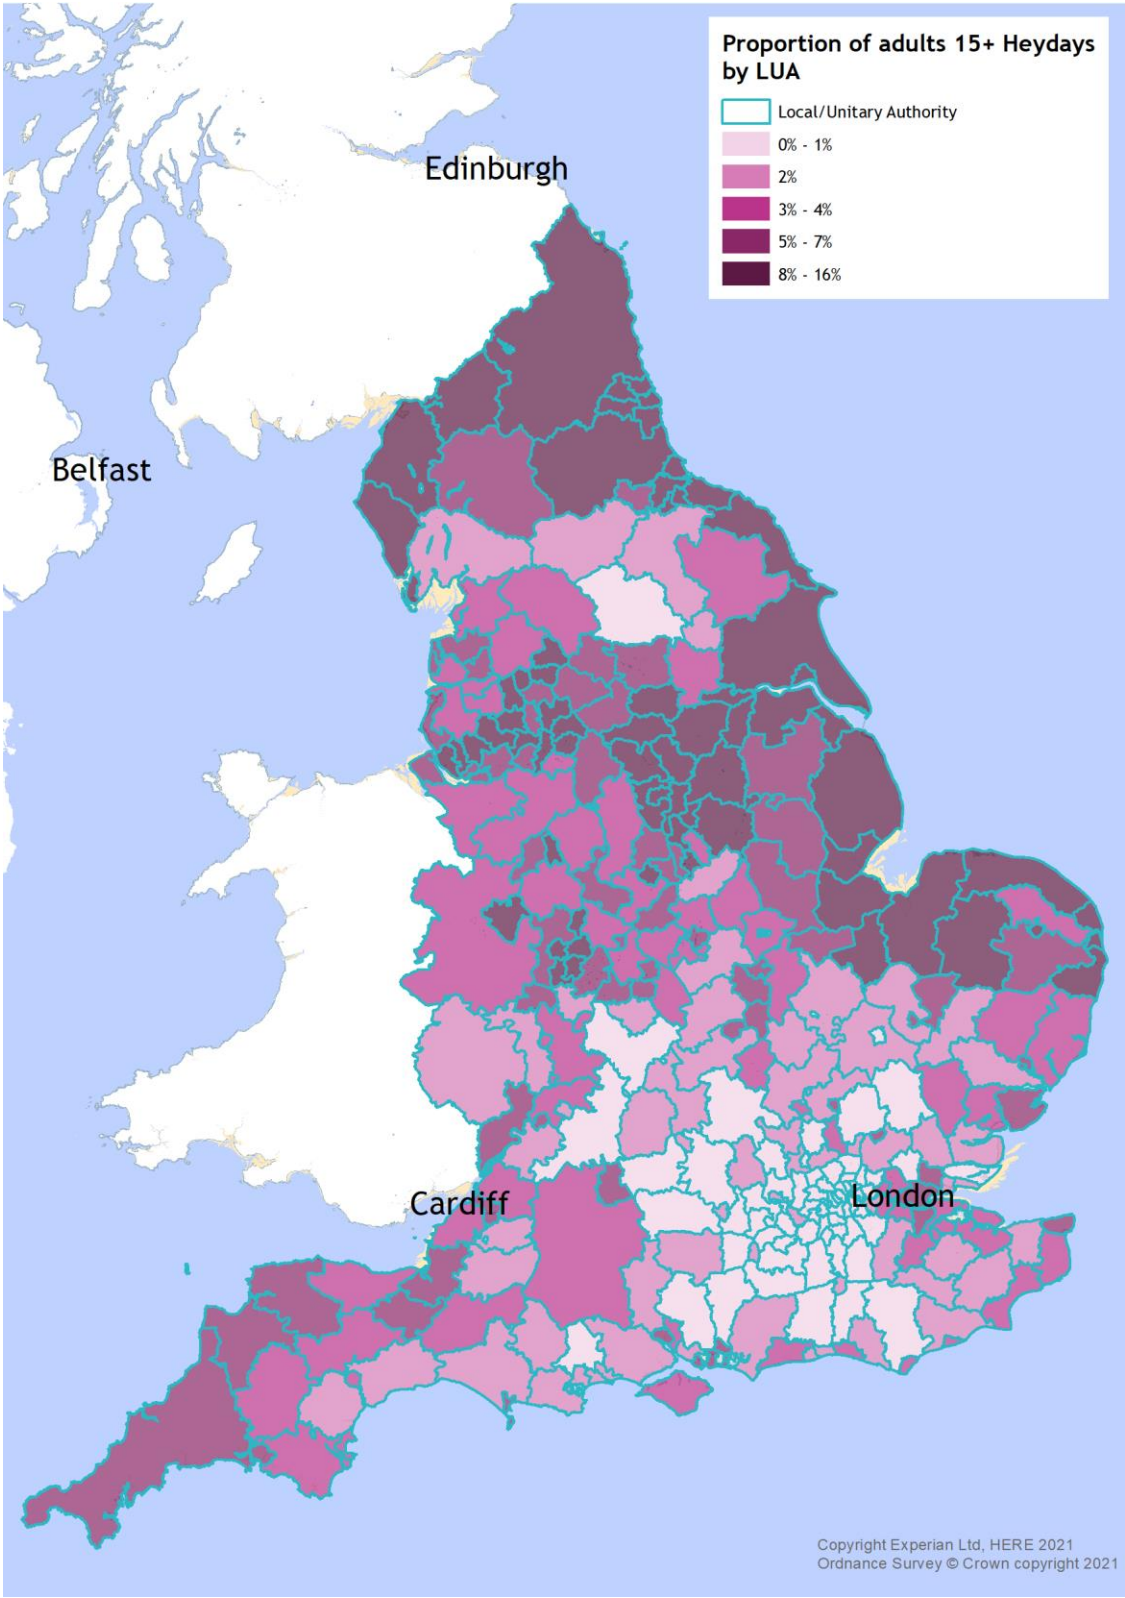 Proportion of adults 15+ Heydays
by LUA
Local/Unitary Authority
0% - 1%
2%
3% - 4%
5% - 7%
8% - 16%
Edinburgh
Belfast
Cardiff
London
Copyright Experian Ltd, HERE 2021
Ordnance Survey © Crown copyright 2021